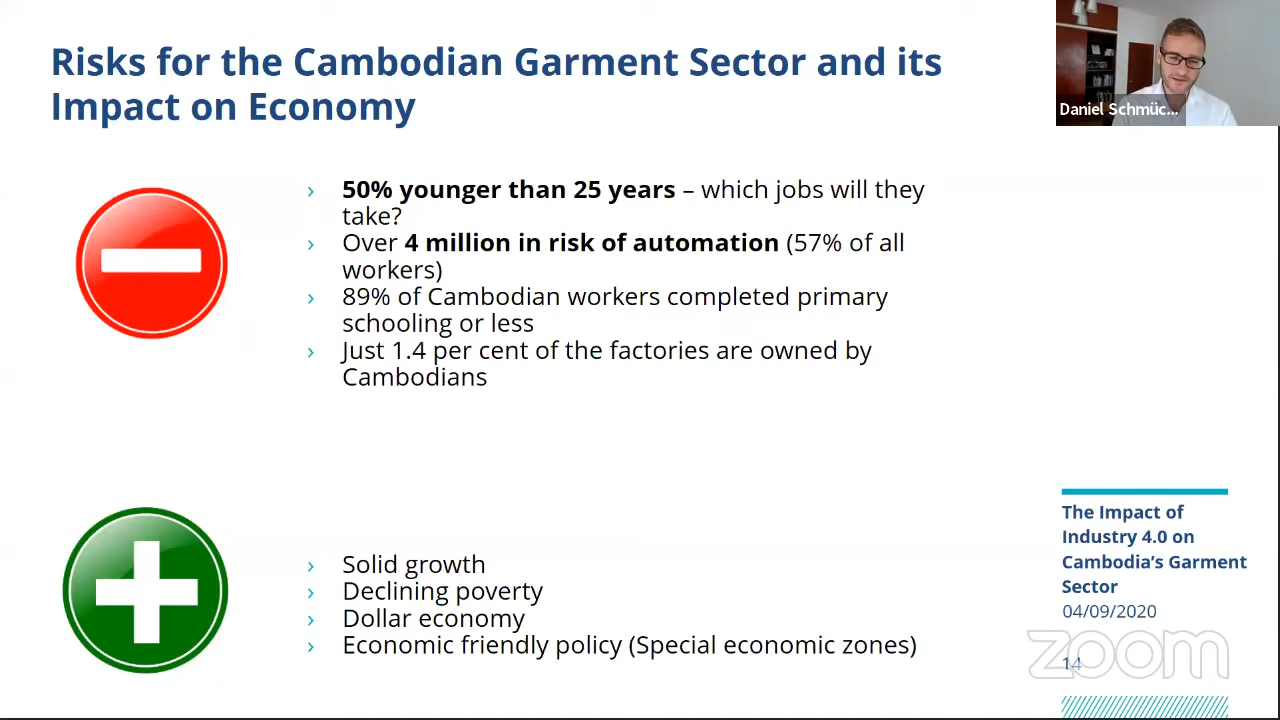 Risks for the Cambodian Garment Sector and its
Impact on Economy
Daniel Schmüc...
› 50% younger than 25 years – which jobs will they
take?
› Over 4 million in risk of automation (57% of all
workers)
› 89% of Cambodian workers completed primary
schooling or less
› Just 1.4 per cent of the factories are owned by
Cambodians
› Solid growth
› Declining poverty
› Dollar economy
› Economic friendly policy (Special economic zones)
The Impact of
Industry 4.0 on
Cambodia’s Garment
Sector
04/09/2020
zoom
14